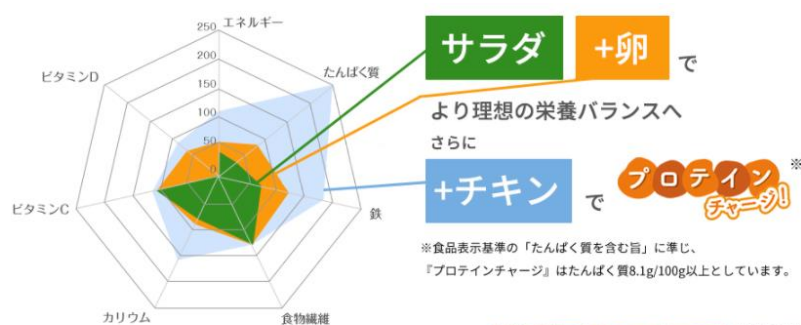 250
200
150
100
50
0
エネルギー
たんぱく質
鉄
食物繊維
カリウム
ビタミンC
ビタミンD
サラダ +卵 で
より理想の栄養バランスへ
さらに
+チキン で プロテイン ※
チャージ!
※食品表示基準の「たんぱく質を含む旨」に準じ、
『プロテインチャージ』はたんぱく質8.1g/100g以上としています。